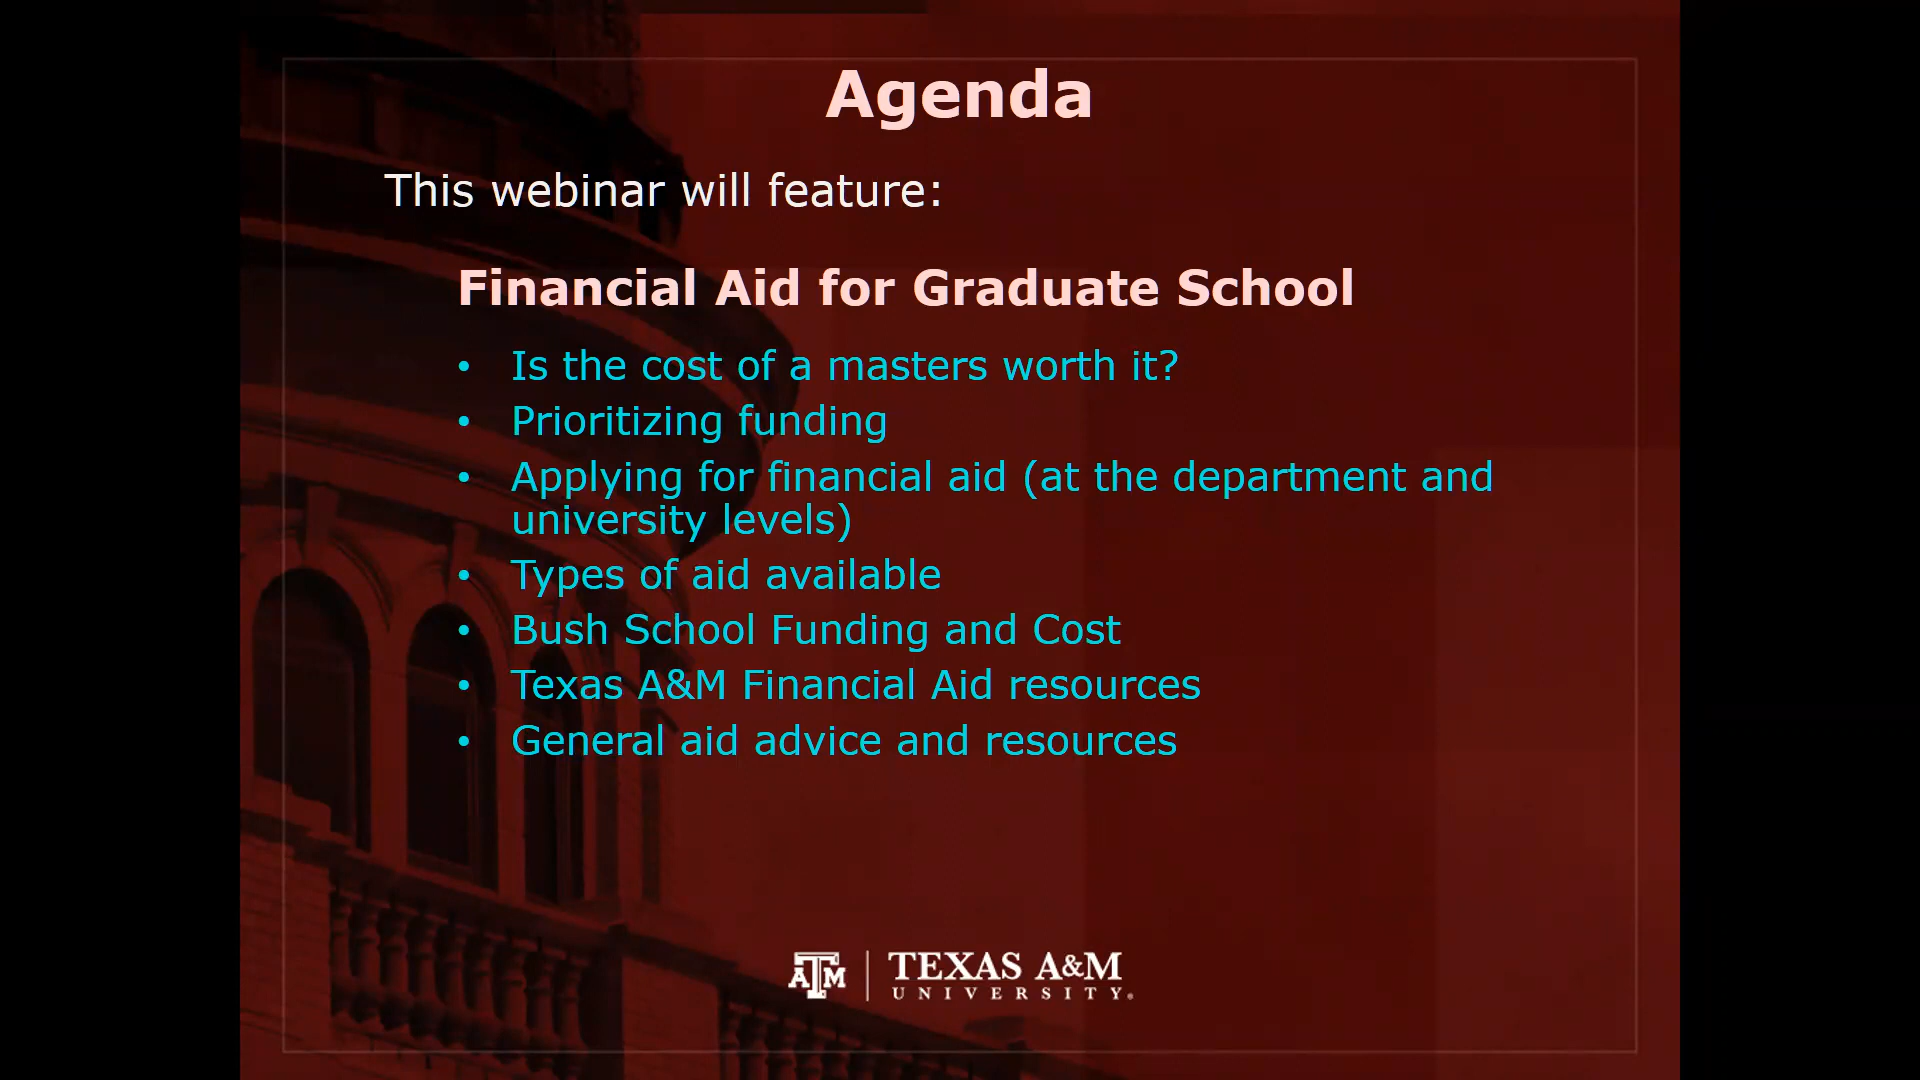 Agenda
This webinar will feature:
Financial Aid for Graduate School
• Is the cost of a masters worth it?
• Prioritizing funding
• Applying for financial aid (at the department and
university levels)
• Types of aid available
• Bush School Funding and Cost
• Texas A&M Financial Aid resources
• General aid advice and resources
ATM | TEXAS A&M
UNIVERSITY®